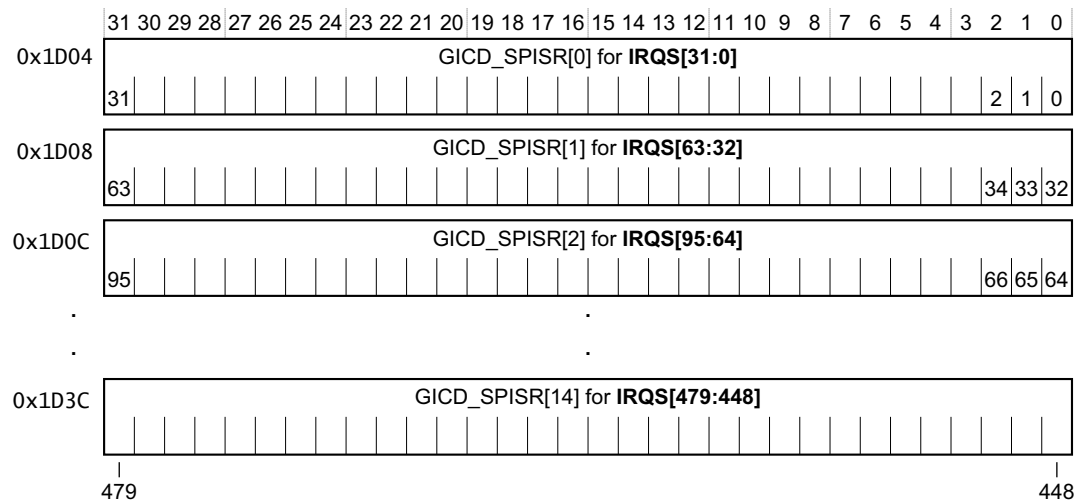 31 30 29 28 27 26 25 24 23 22 21 20 19 18 17 16 15 14 13 12 11 10 9 8 7 6 5 4 3 2 1 0
0x1D04 GICD_SPISR[0] for IRQS[31:0]
31 2 1 0
0x1D08 GICD_SPISR[1] for IRQS[63:32]
63 34 33 32
0x1D0C GICD_SPISR[2] for IRQS[95:64]
95 66 65 64
. .
. .
0x1D3C GICD_SPISR[14] for IRQS[479:448]
479 448